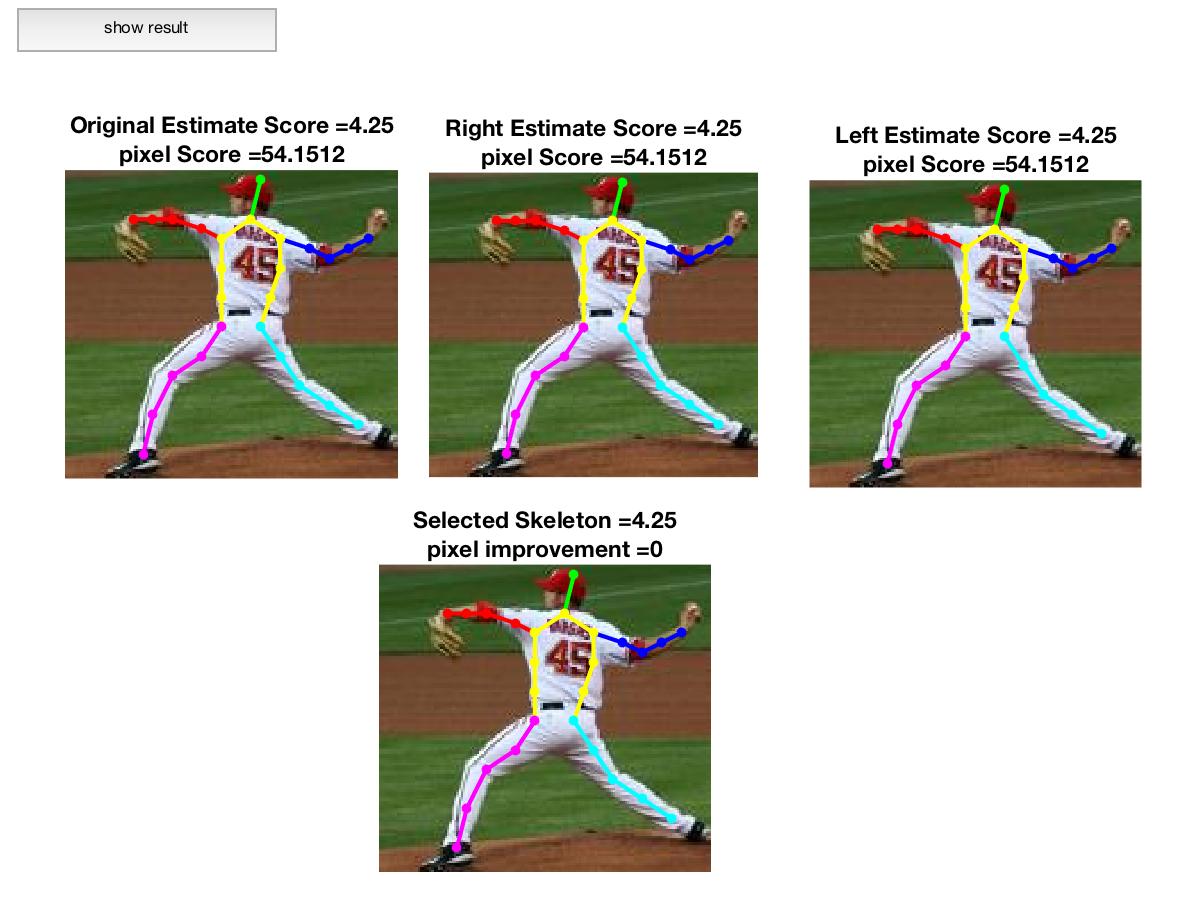 show result
Original Estimate Score =4.25
pixel Score =54.1512
Right Estimate Score =4.25
pixel Score =54.1512
Left Estimate Score =4.25
pixel Score =54.1512
45
45
45
Selected Skeleton =4.25
pixel improvement =0
45